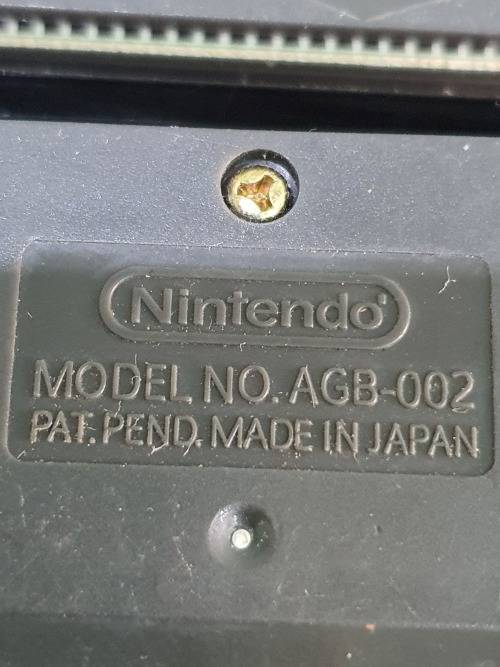 Nintendo
MODEL NO. AGB-002
PAT. PEND. MADE IN JAPAN